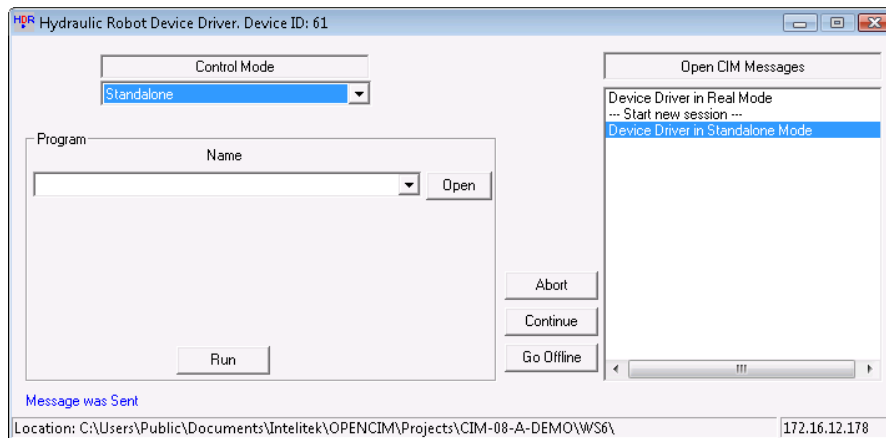 HDR Hydraulic Robot Device Driver. Device ID: 61
Control Mode
Standalone
Open CIM Messages
Device Driver in Real Mode
--- Start new session ---
Device Driver in Standalone Mode
Program
Name
Open
Abort
Continue
Go Offline
Run
Message was Sent
Location: C:\Users\Public\Documents\Intelitek\OPENCIM\Projects\CIM-08-A-DEMO\WS6\
172.16.12.178